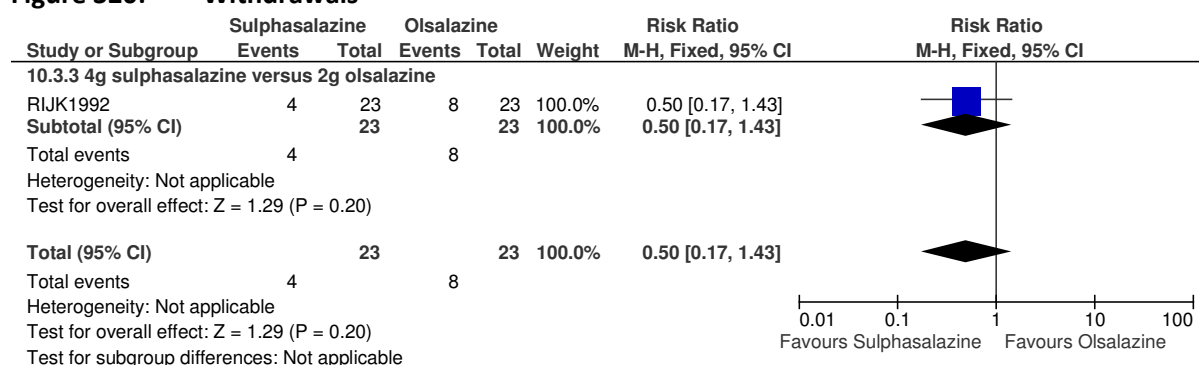 Withdrawals
Sulphasalazine Olsalazine Risk Ratio Risk Ratio
Study or Subgroup Events Total Events Total Weight M-H, Fixed, 95% CI M-H, Fixed, 95% CI
10.3.3 4g sulphasalazine versus 2g olsalazine
RIJK1992 4 23 8 23 100.0% 0.50 [0.17, 1.43]
Subtotal (95% CI) 23 23 100.0% 0.50 [0.17, 1.43]
Total events 4 8
Heterogeneity: Not applicable
Test for overall effect: Z = 1.29 (P = 0.20)
Total (95% CI) 23 23 100.0% 0.50 [0.17, 1.43]
Total events 4 8
Heterogeneity: Not applicable
Test for overall effect: Z = 1.29 (P = 0.20)
Test for subgroup differences: Not applicable
0.01 0.1 1 10 100
Favours Sulphasalazine Favours Olsalazine